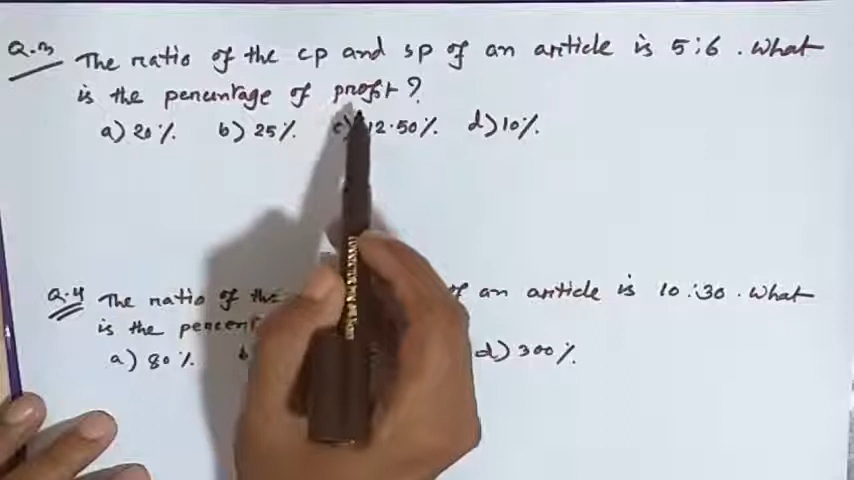 Q.3 The ratio of the cp and sp of an article is 5:6. What
is the percentage of profit?
a) 20% b) 25% c) 12.50% d) 10%.
Q.4 The ratio of the of an article is 10:30. What
is the percent
a) 80% b d) 300%.